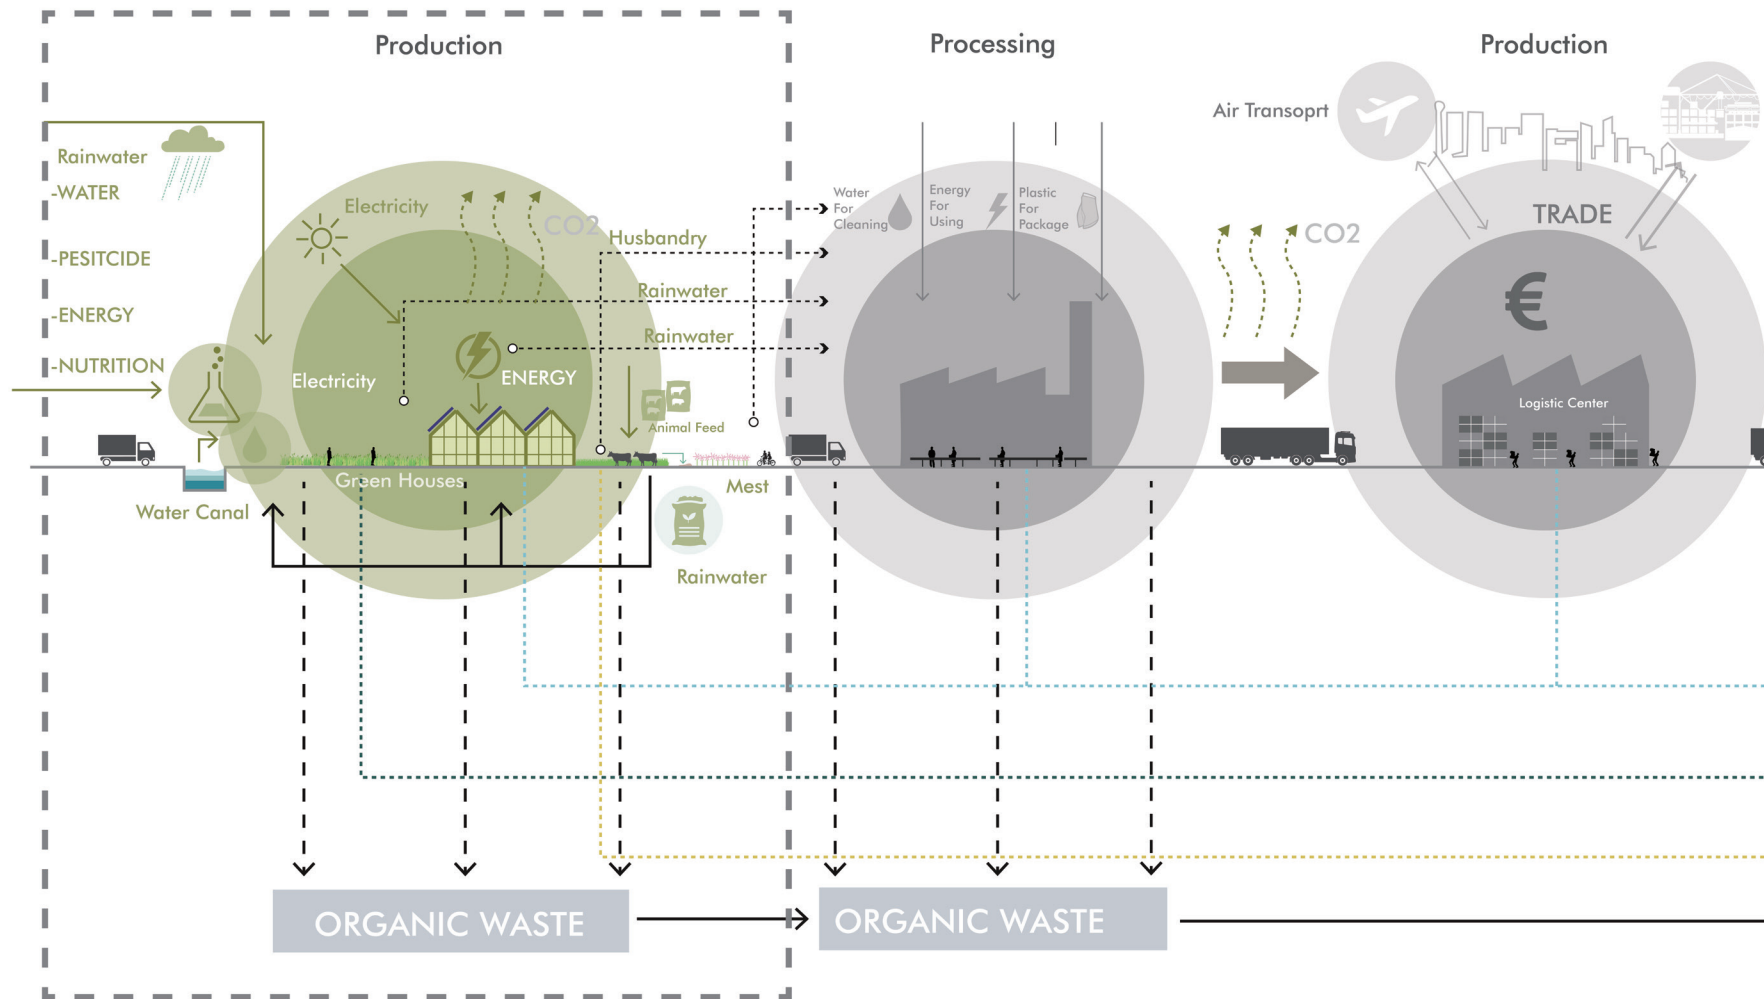 Production
Processing
Production
Air Transoprt
Rainwater
-WATER
-PESITCIDE
-ENERGY
-NUTRITION
Electricity
CO2
Husbandry
Rainwater
Rainwater
Electricity
ENERGY
Animal Feed
Green Houses
Mest
Water Canal
Rainwater
Water
For
Cleaning
Energy
For
Using
Plastic
For
Package
CO2
TRADE
€
Logistic Center
ORGANIC WASTE
ORGANIC WASTE